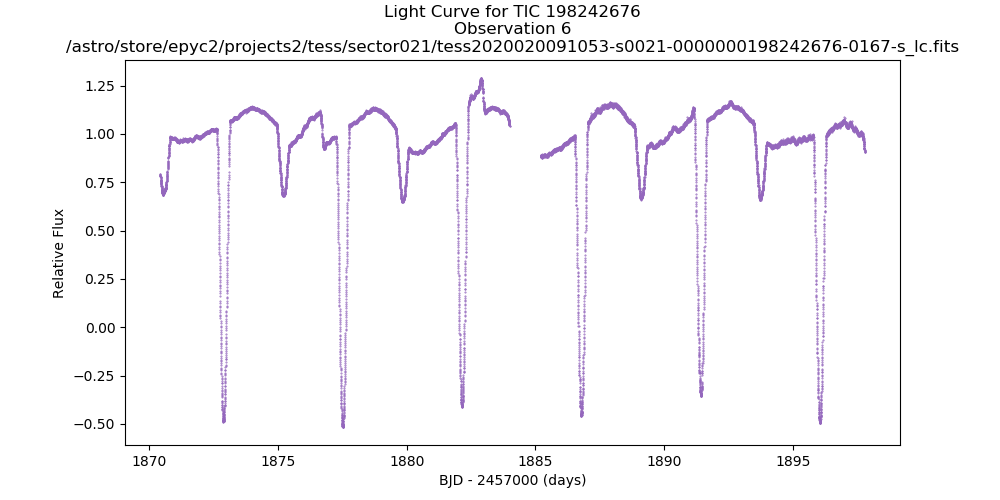 Light Curve for TIC 198242676
Observation 6
/astro/store/epyc2/projects2/tess/sector021/tess2020020091053-s0021-0000000198242676-0167-s_lc.fits
Relative Flux
1.25
1.00
0.75
0.50
0.25
0.00
−0.25
−0.50
1870 1875 1880 1885 1890 1895
BJD - 2457000 (days)